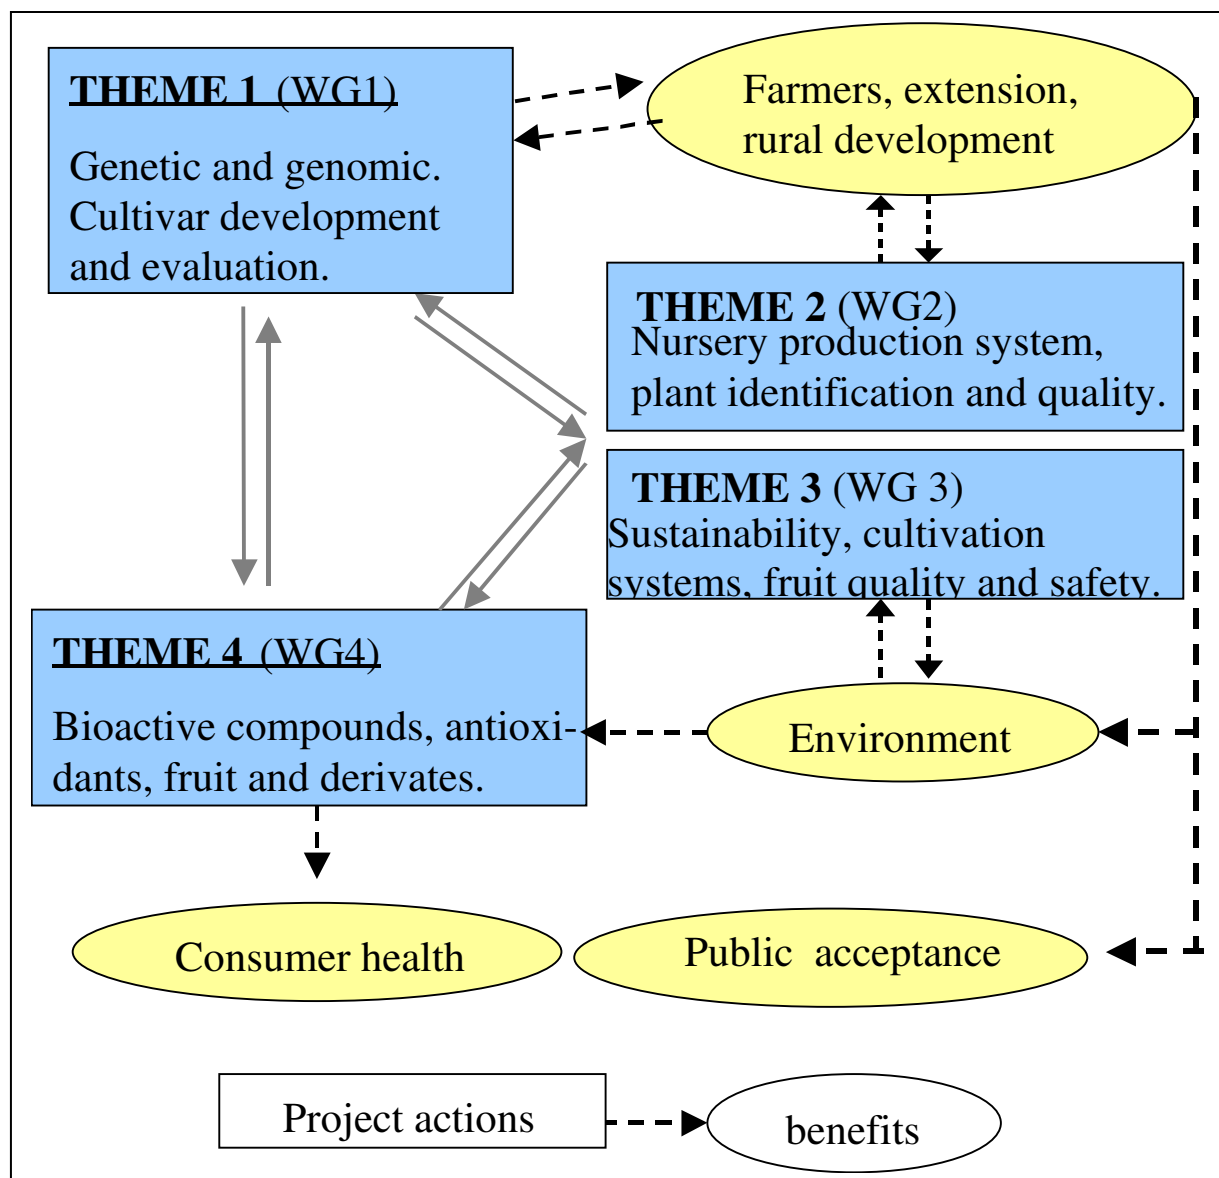 THEME 1 (WG1)
Genetic and genomic.
Cultivar development
and evaluation.
Farmers, extension,
rural development
THEME 2 (WG2)
Nursery production system,
plant identification and quality.
THEME 3 (WG 3)
Sustainability, cultivation
systems, fruit quality and safety.
THEME 4 (WG4)
Bioactive compounds, antioxi-
dants, fruit and derivates.
Environment
Consumer health
Public acceptance
Project actions
benefits